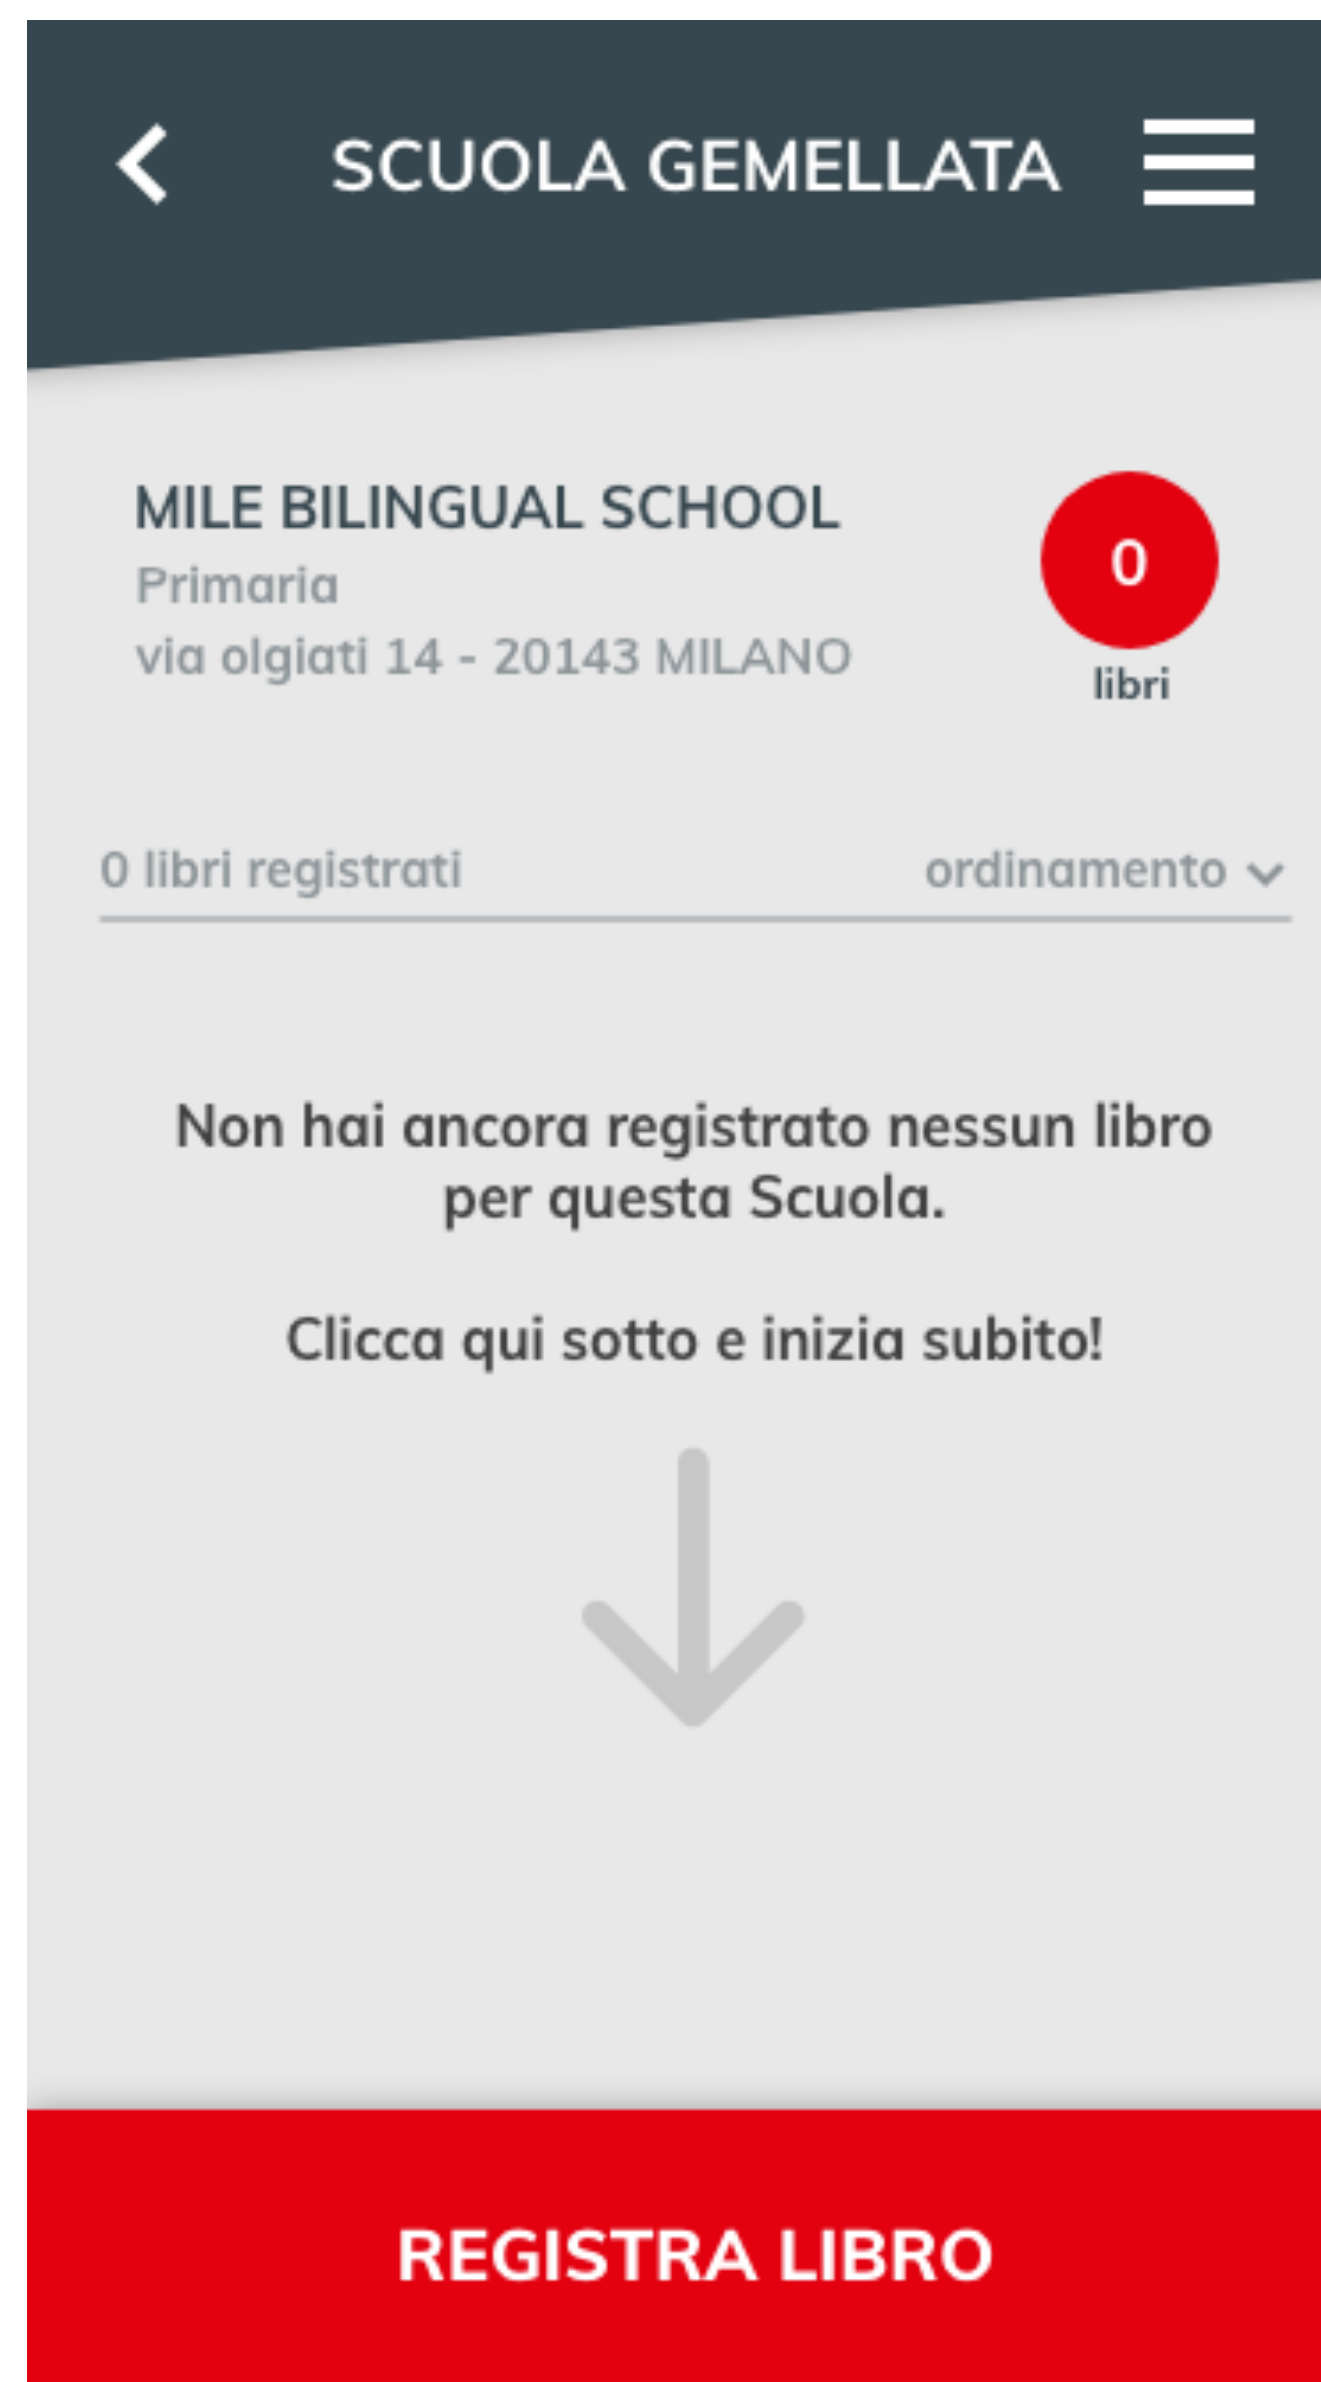 SCUOLA GEMELLATA
MILE BILINGUAL SCHOOL
Primaria
via olgiati 14 - 20143 MILANO
0
libri
0 libri registrati
ordinamento
Non hai ancora registrato nessun libro
per questa Scuola.
Clicca qui sotto e inizia subito!
REGISTRA LIBRO